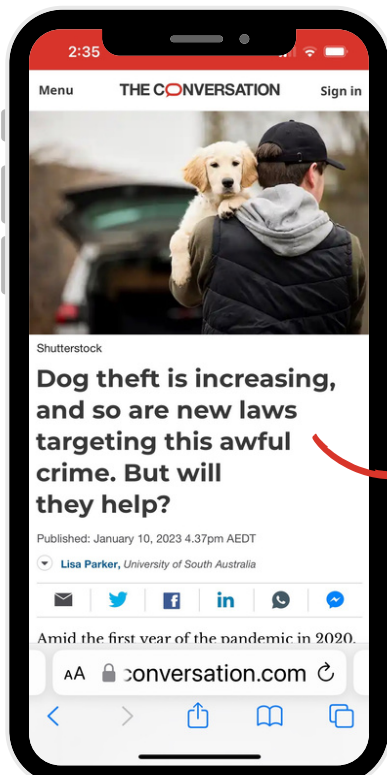 2:35
Menu THE CONVERSATION Sign in
Shutterstock
Dog theft is increasing,
and so are new laws
targeting this awful
crime. But will
they help?
Published: January 10, 2023 4.37pm AEDT
Lisa Parker, University of South Australia
Amid the first year of the pandemic in 2020,
AA conversation.com